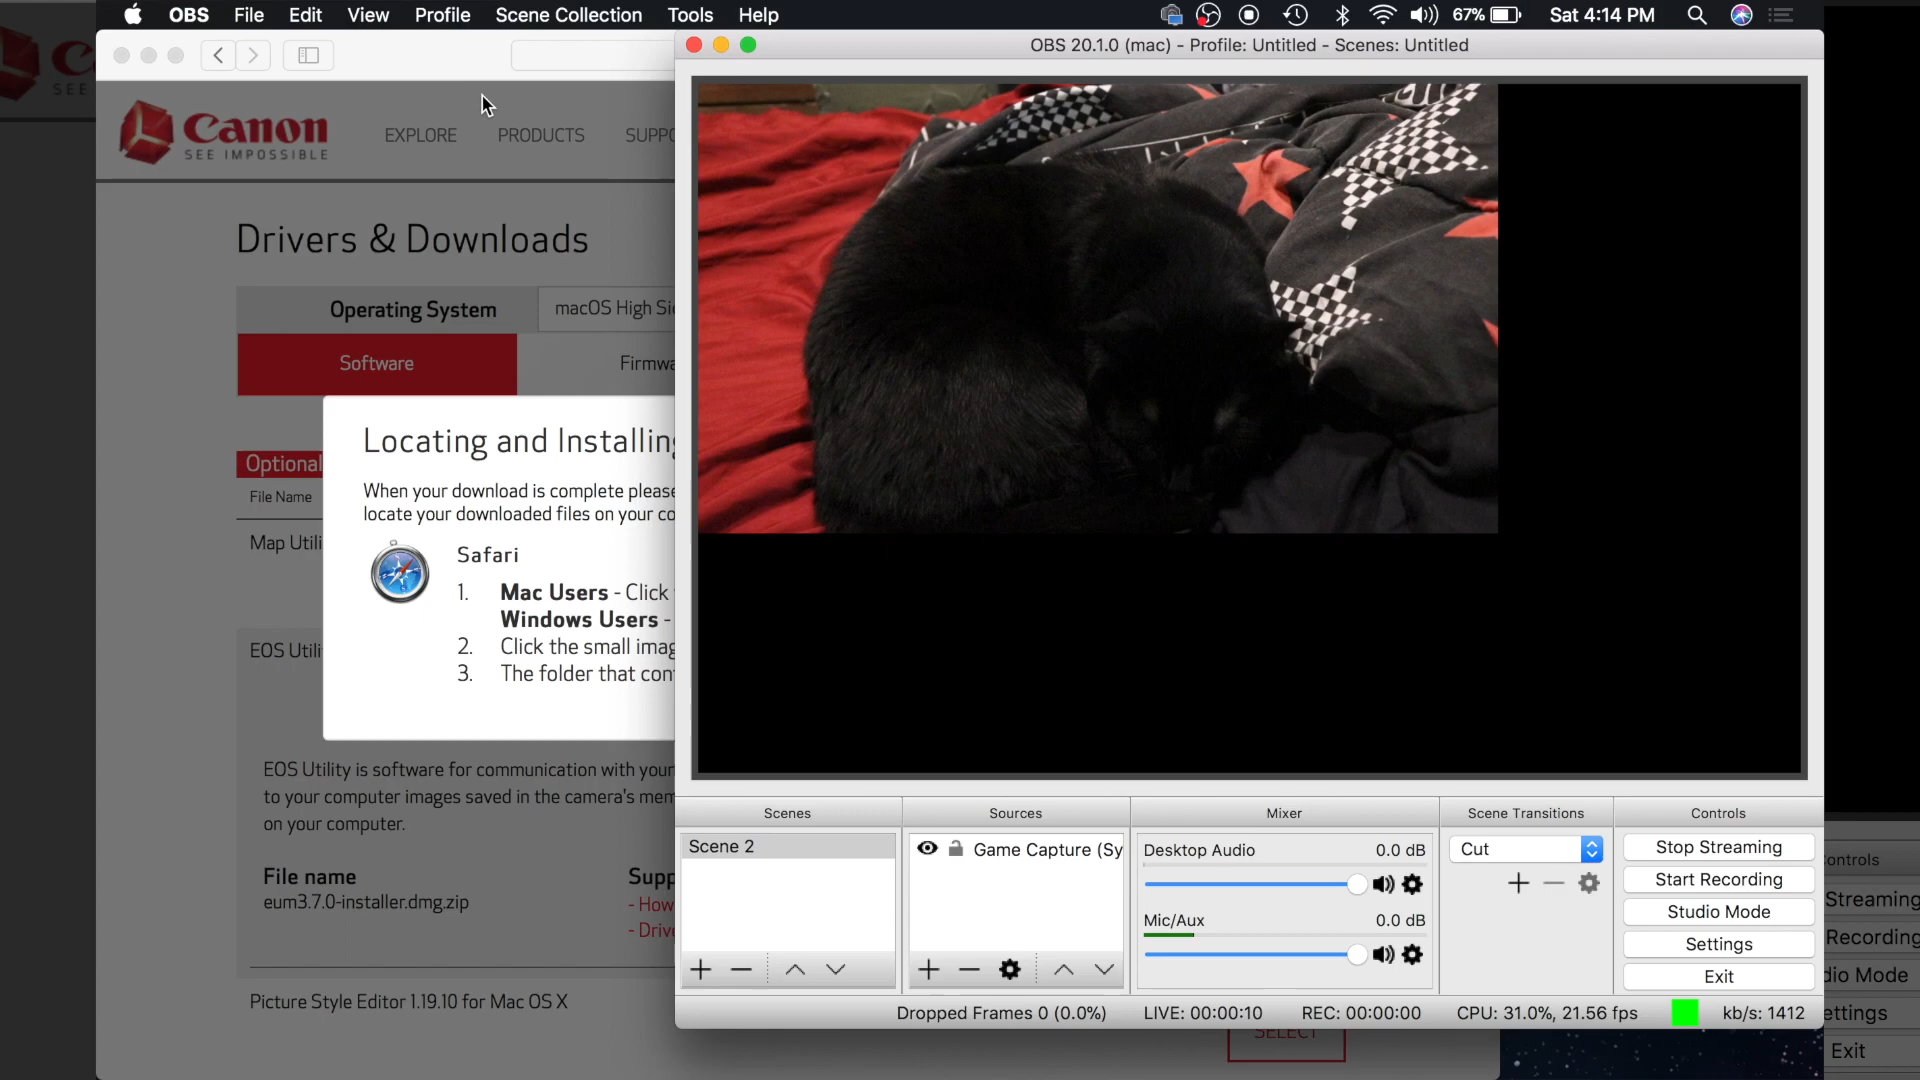 OBS File Edit View Profile Scene Collection Tools Help 67% Sat 4:14 PM
OBS 20.1.0 (mac) - Profile: Untitled - Scenes: Untitled
Canon
SEE IMPOSSIBLE
EXPLORE PRODUCTS SUPPO
SEE
Drivers & Downloads
Operating System macOS High Si
Software Firmwa
Optional
File Name
Map Utili
EOS Utili
Locating and Installing
When your download is complete please
locate your downloaded files on your co
Safari
1. Mac Users - Click
Windows Users -
2. Click the small imag
3. The folder that con
EOS Utility is software for communication with your
to your computer images saved in the camera's mem
on your computer.
File name Supp
eum3.7.0-installer.dmg.zip - How
- Driv
Picture Style Editor 1.19.10 for Mac OS X
SELECT
Scenes Sources Mixer Scene Transitions Controls
Scene 2
Game Capture (Sy
Desktop Audio 0.0 dB
Mic/Aux 0.0 dB
Cut
Stop Streaming
Start Recording
Studio Mode
Settings
Exit
Dropped Frames 0 (0.0%) LIVE: 00:00:10 REC: 00:00:00 CPU: 31.0%, 21.56 fps kb/s: 1412
ontrols
Streaming
Recording
dio Mode
ettings
Exit